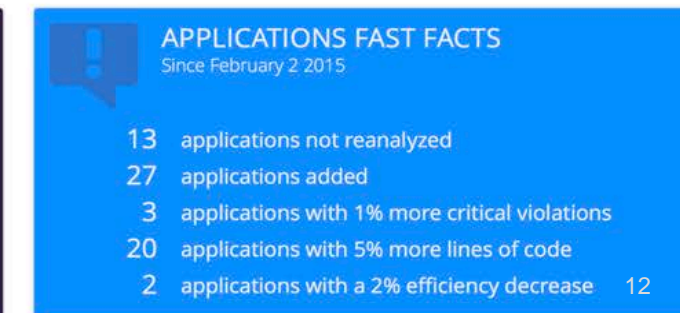 APPLICATIONS FAST FACTS
Since February 2 2015
13 applications not reanalyzed
27 applications added
3 applications with 1% more critical violations
20 applications with 5% more lines of code
2 applications with a 2% efficiency decrease 12